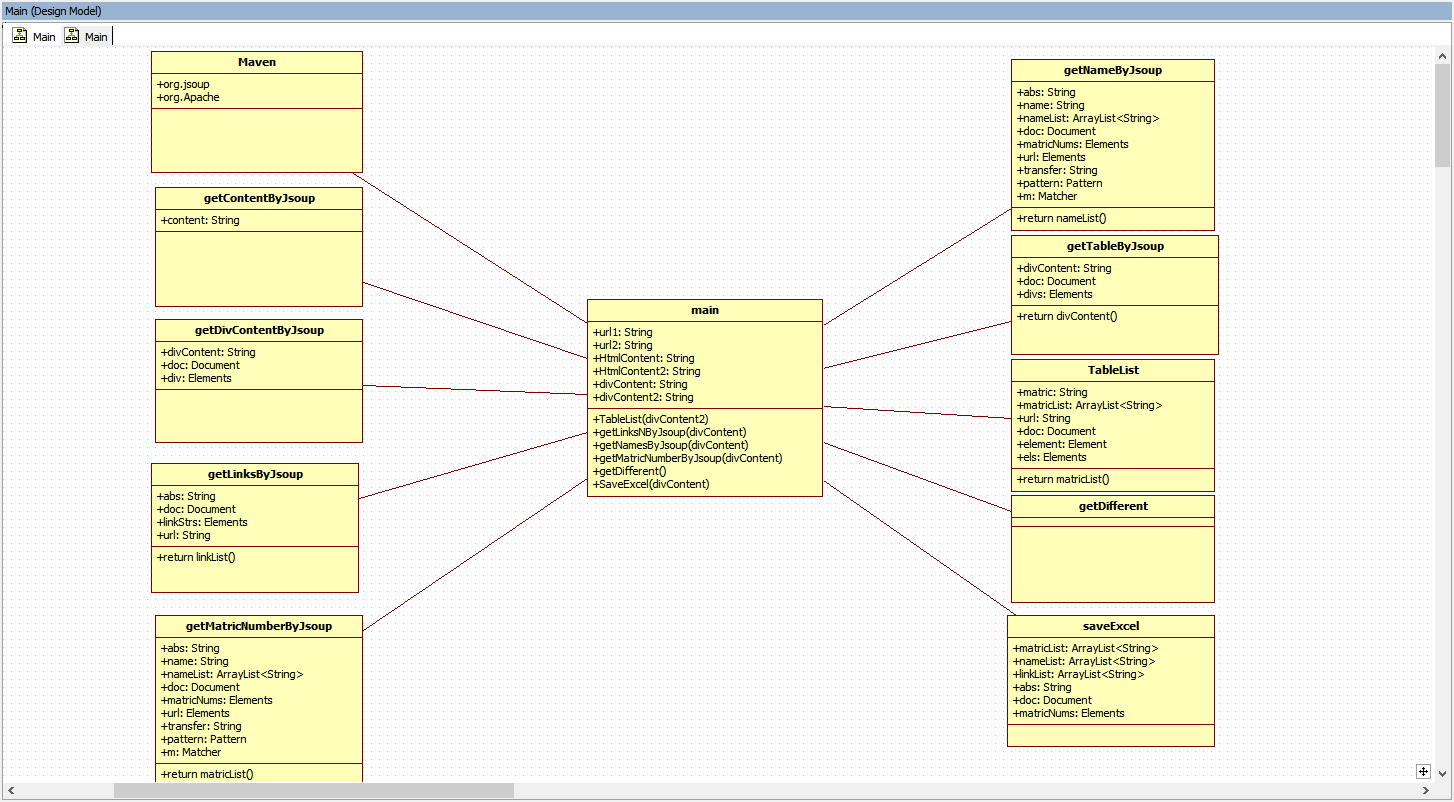 Main (Design Model)
Main Main
Maven
+org.jsoup
+org.Apache
getContentByJsoup
+content: String
getDivContentByJsoup
+divContent: String
+doc: Document
+div: Elements
getLinksByJsoup
+abs: String
+doc: Document
+linkStrs: Elements
+url: String
+return linkList()
getMatricNumberByJsoup
+abs: String
+name: String
+nameList: ArrayList<String>
+doc: Document
+matricNums: Elements
+url: Elements
+transfer: String
+pattern: Pattern
+m: Matcher
+return matricList()
main
+url1: String
+url2: String
+HtmlContent: String
+HtmlContent2: String
+divContent: String
+divContent2: String
+TableList(divContent2)
+getLinksNByJsoup(divContent)
+getNamesByJsoup(divContent)
+getMatricNumberByJsoup(divContent)
+getDifferent()
+SaveExcel(divContent)
getNameByJsoup
+abs: String
+name: String
+nameList: ArrayList<String>
+doc: Document
+matricNums: Elements
+url: Elements
+transfer: String
+pattern: Pattern
+m: Matcher
+return nameList()
getTableByJsoup
+divContent: String
+doc: Document
+divs: Elements
+return divContent()
TableList
+matric: String
+matricList: ArrayList<String>
+url: String
+doc: Document
+element: Element
+els: Elements
+return matricList()
getDifferent
saveExcel
+matricList: ArrayList<String>
+nameList: ArrayList<String>
+linkList: ArrayList<String>
+abs: String
+doc: Document
+matricNums: Elements